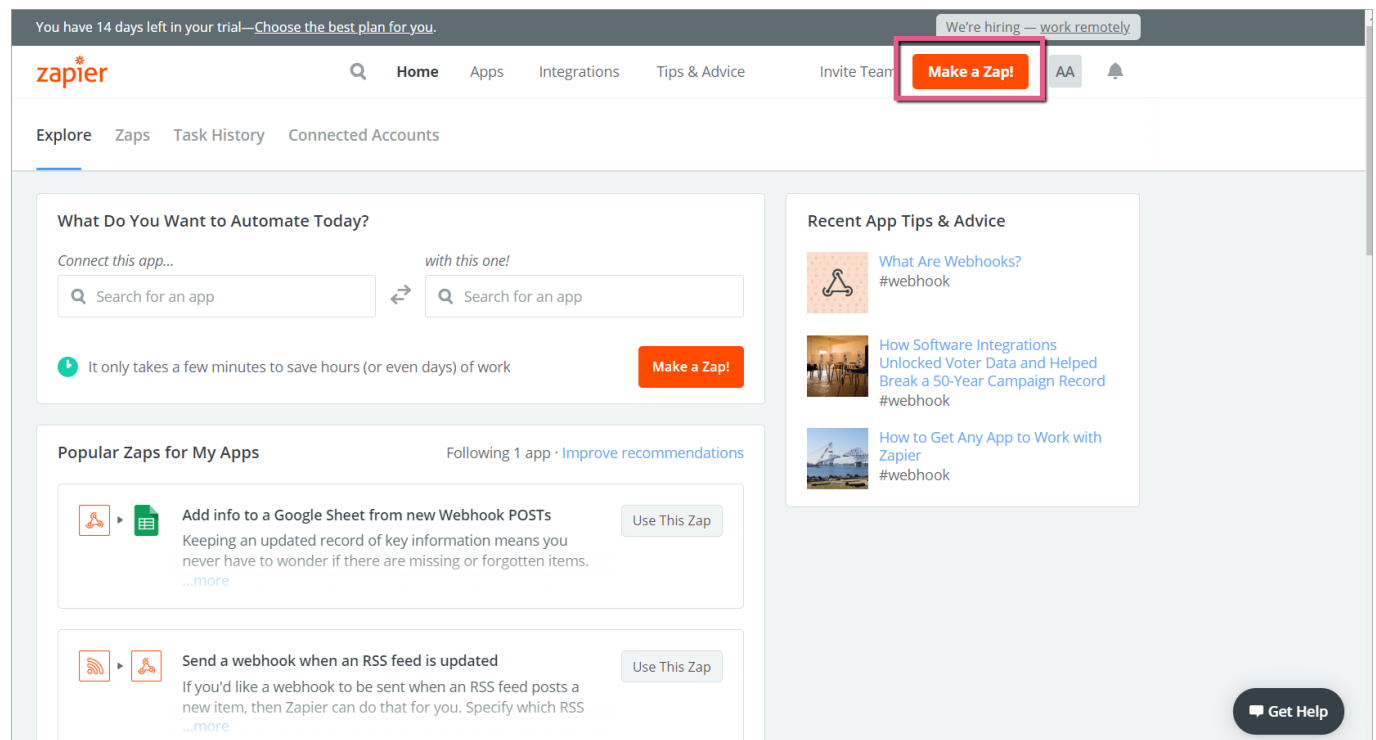 You have 14 days left in your trial—Choose the best plan for you.
We're hiring — work remotely
zapier
Home
Apps
Integrations
Tips & Advice
Invite Team
Make a Zap!
AA
Explore
Zaps
Task History
Connected Accounts
What Do You Want to Automate Today?
Connect this app...
with this one!
Search for an app
Search for an app
It only takes a few minutes to save hours (or even days) of work
Make a Zap!
Popular Zaps for My Apps
Following 1 app · Improve recommendations
Add info to a Google Sheet from new Webhook POSTs
Keeping an updated record of key information means you
never have to wonder if there are missing or forgotten items.
...more
Use This Zap
Send a webhook when an RSS feed is updated
If you'd like a webhook to be sent when an RSS feed posts a
new item, then Zapier can do that for you. Specify which RSS
...more
Use This Zap
Recent App Tips & Advice
What Are Webhooks?
#webhook
How Software Integrations
Unlocked Voter Data and Helped
Break a 50-Year Campaign Record
#webhook
How to Get Any App to Work with
Zapier
#webhook
Get Help